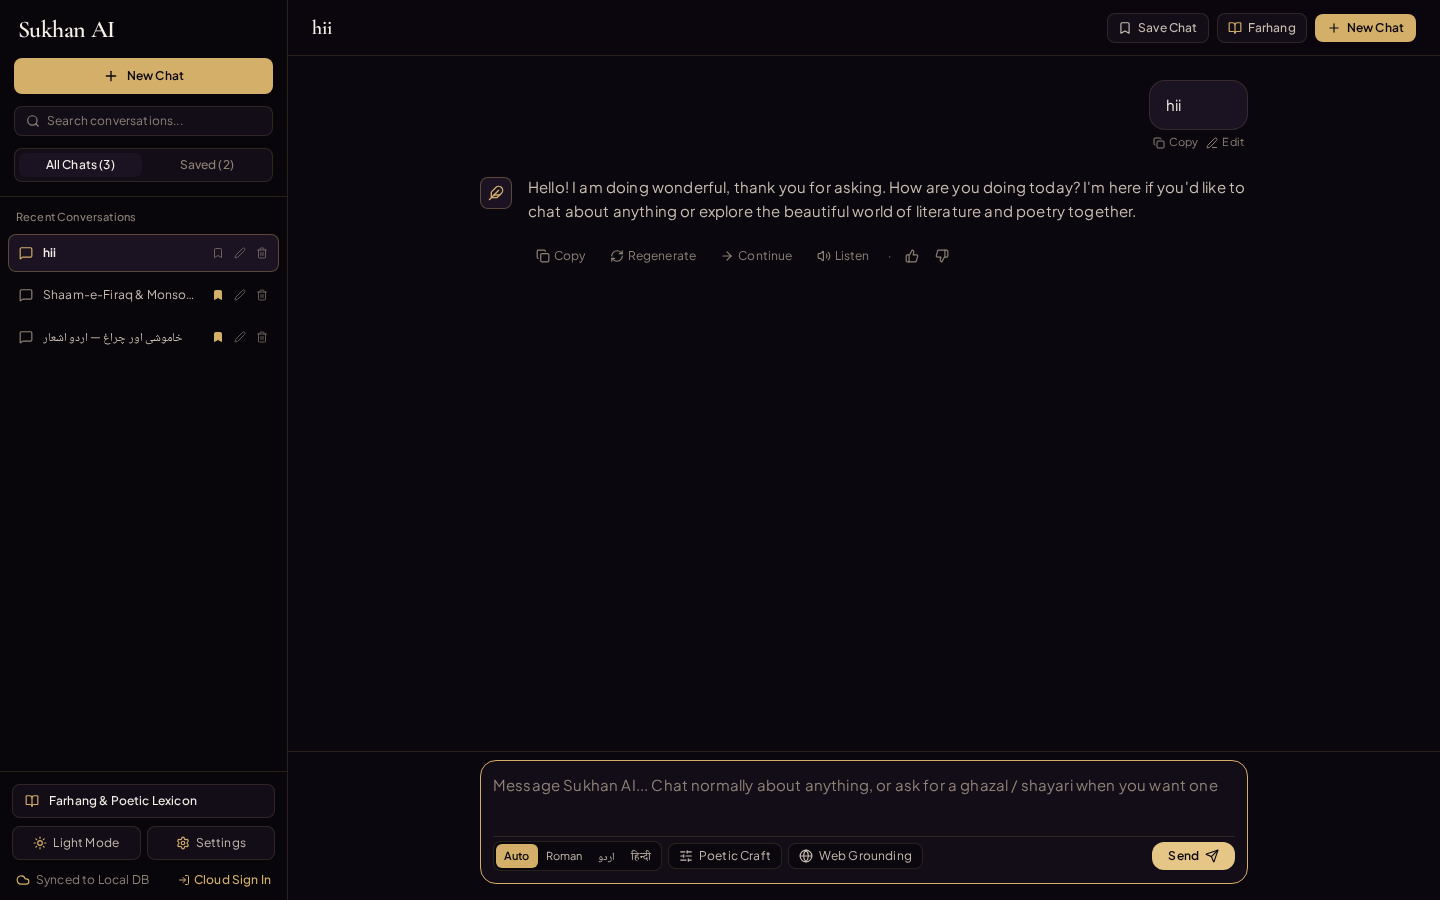 Sukhan AI
New Chat
Search conversations...
All Chats (3)
Saved (2)
Recent Conversations
hii
Shaam-e-Firaq & Monso...
خاموشی اور چراغ — اردو اشعار
Farhang & Poetic Lexicon
Light Mode
Settings
Synced to Local DB
Cloud Sign In
hii
Save Chat
Farhang
New Chat
hii
Copy
Edit
Hello! I am doing wonderful, thank you for asking. How are you doing today? I'm here if you'd like to
chat about anything or explore the beautiful world of literature and poetry together.
Copy
Regenerate
Continue
Listen
·
Message Sukhan AI... Chat normally about anything, or ask for a ghazal / shayari when you want one
Auto
Roman
اردو
हिन्दी
Poetic Craft
Web Grounding
Send